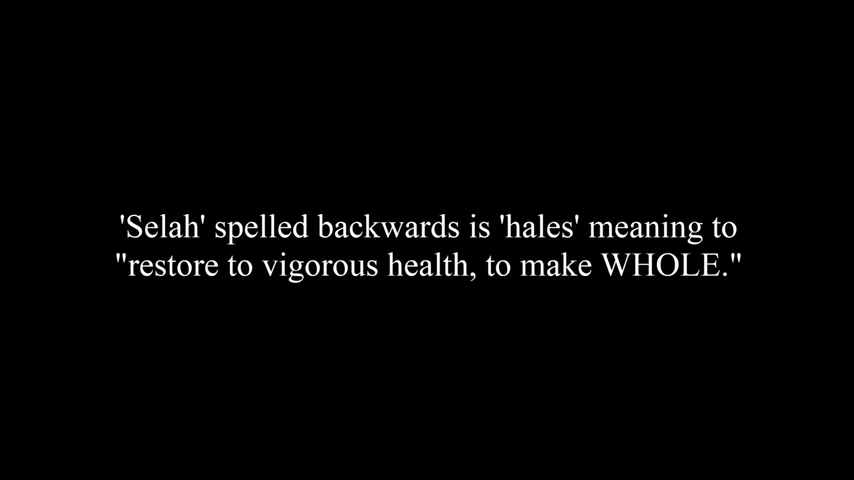 'Selah' spelled backwards is 'hales' meaning to
"restore to vigorous health, to make WHOLE."